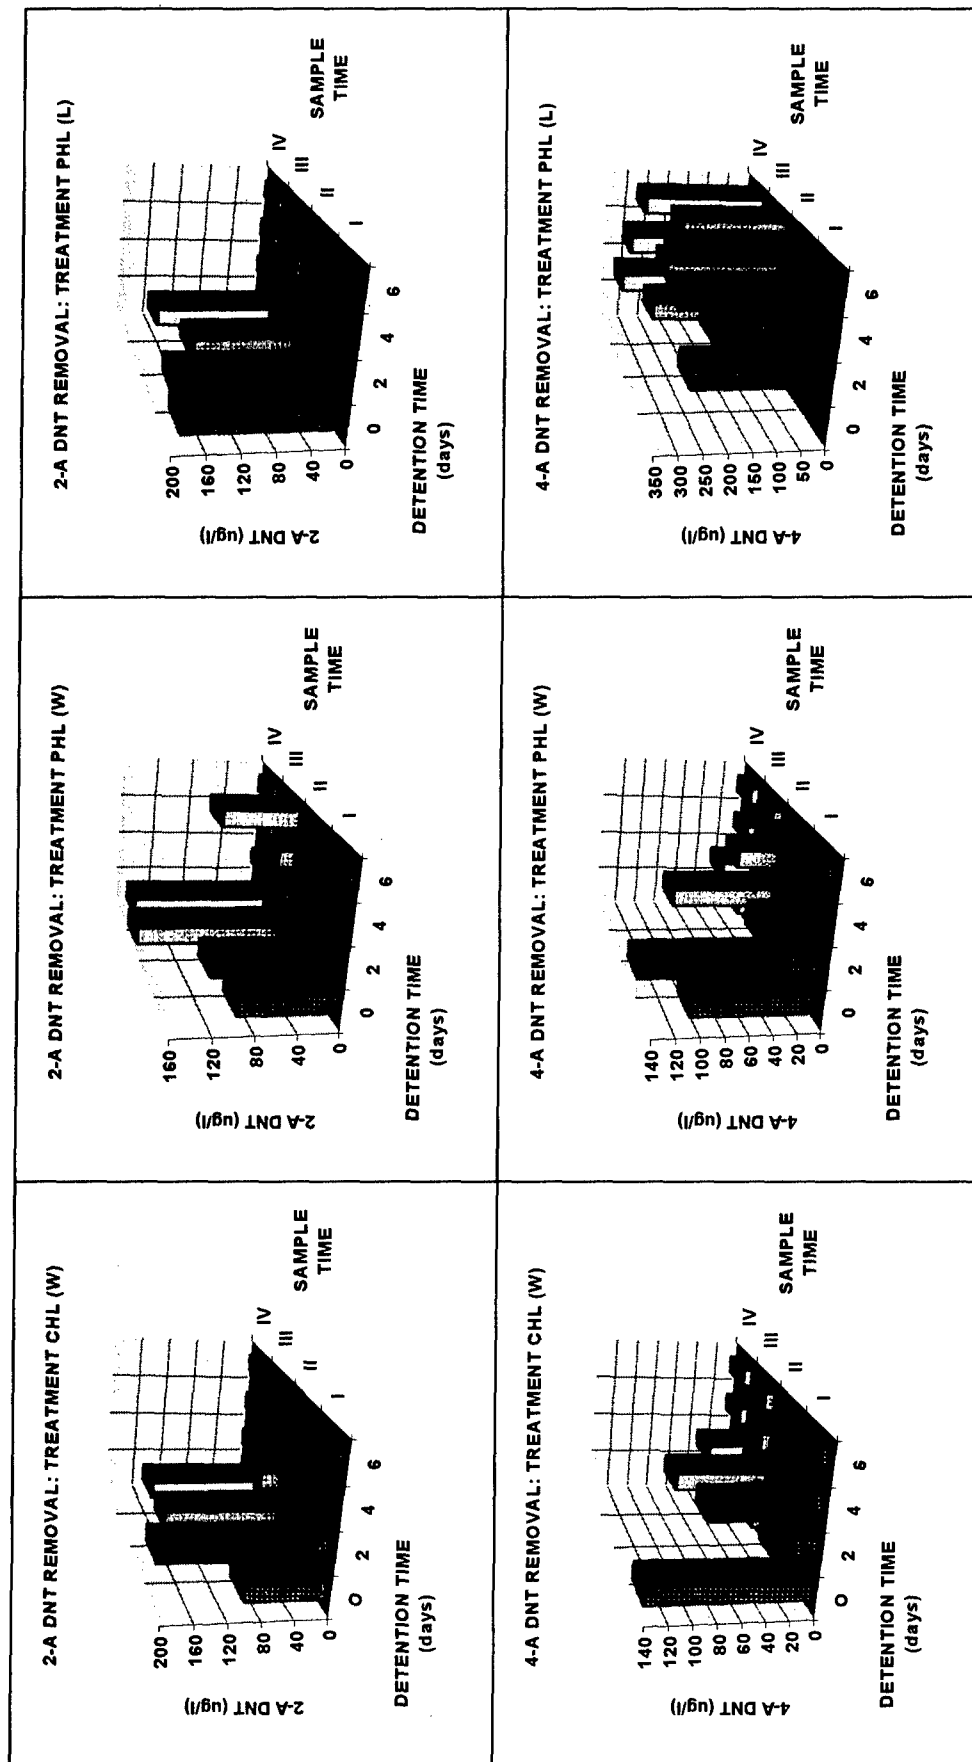 2-A DNT REMOVAL: TREATMENT CHL (W)
2-A DNT (ug/l)
200
160
120
80
40
0
O
2
4
6
DETENTION TIME
(days)
IV
III
II
I
SAMPLE
TIME
2-A DNT REMOVAL: TREATMENT PHL (W)
2-A DNT (ug/l)
160
120
80
40
0
0
2
4
6
DETENTION TIME
(days)
IV
III
II
I
SAMPLE
TIME
2-A DNT REMOVAL: TREATMENT PHL (L)
2-A DNT (ug/l)
200
160
120
80
40
0
0
2
4
6
DETENTION TIME
(days)
IV
III
II
I
SAMPLE
TIME
4-A DNT REMOVAL: TREATMENT CHL (W)
4-A DNT (ug/l)
140
120
100
80
60
40
20
0
O
2
4
6
DETENTION TIME
(days)
IV
III
II
I
SAMPLE
TIME
4-A DNT REMOVAL: TREATMENT PHL (W)
4-A DNT (ug/l)
140
120
100
80
60
40
20
0
0
2
4
6
DETENTION TIME
(days)
IV
III
II
I
SAMPLE
TIME
4-A DNT REMOVAL: TREATMENT PHL (L)
4-A DNT (ug/l)
350
300
250
200
150
100
50
0
0
2
4
6
DETENTION TIME
(days)
IV
III
II
I
SAMPLE
TIME